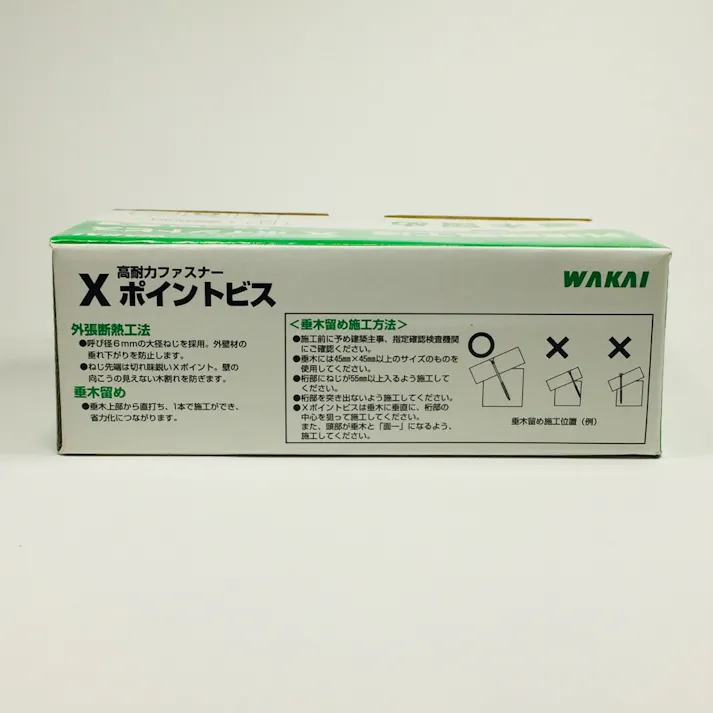 高耐力ファスナー
X ポイントビス
WAKAI
外張断熱工法
●呼び径6mmの大径ねじを採用。外壁材の
垂れ下がりを防止します。
●ねじ先端は切れ味鋭いXポイント。壁の
向こうの見えない木割れを防ぎます。
垂木留め
●垂木上部から直打ち、1本で施工ができ、
省力化につながります。
＜垂木留め施工方法＞
●施工前に予め建築主事、指定確認検査機関
にご確認ください。
●垂木には45mm×45mm以上のサイズのものを
使用してください。
●桁部にねじが55mm以上入るよう施工して
ください。
●桁部を突き出ないよう施工してください。
●Xポイントビスは垂木に垂直に、桁部の
中心を狙って施工してください。
また、頭部が垂木と「面一」になるよう、
施工してください。
○ × ×
垂木留め施工位置（例）